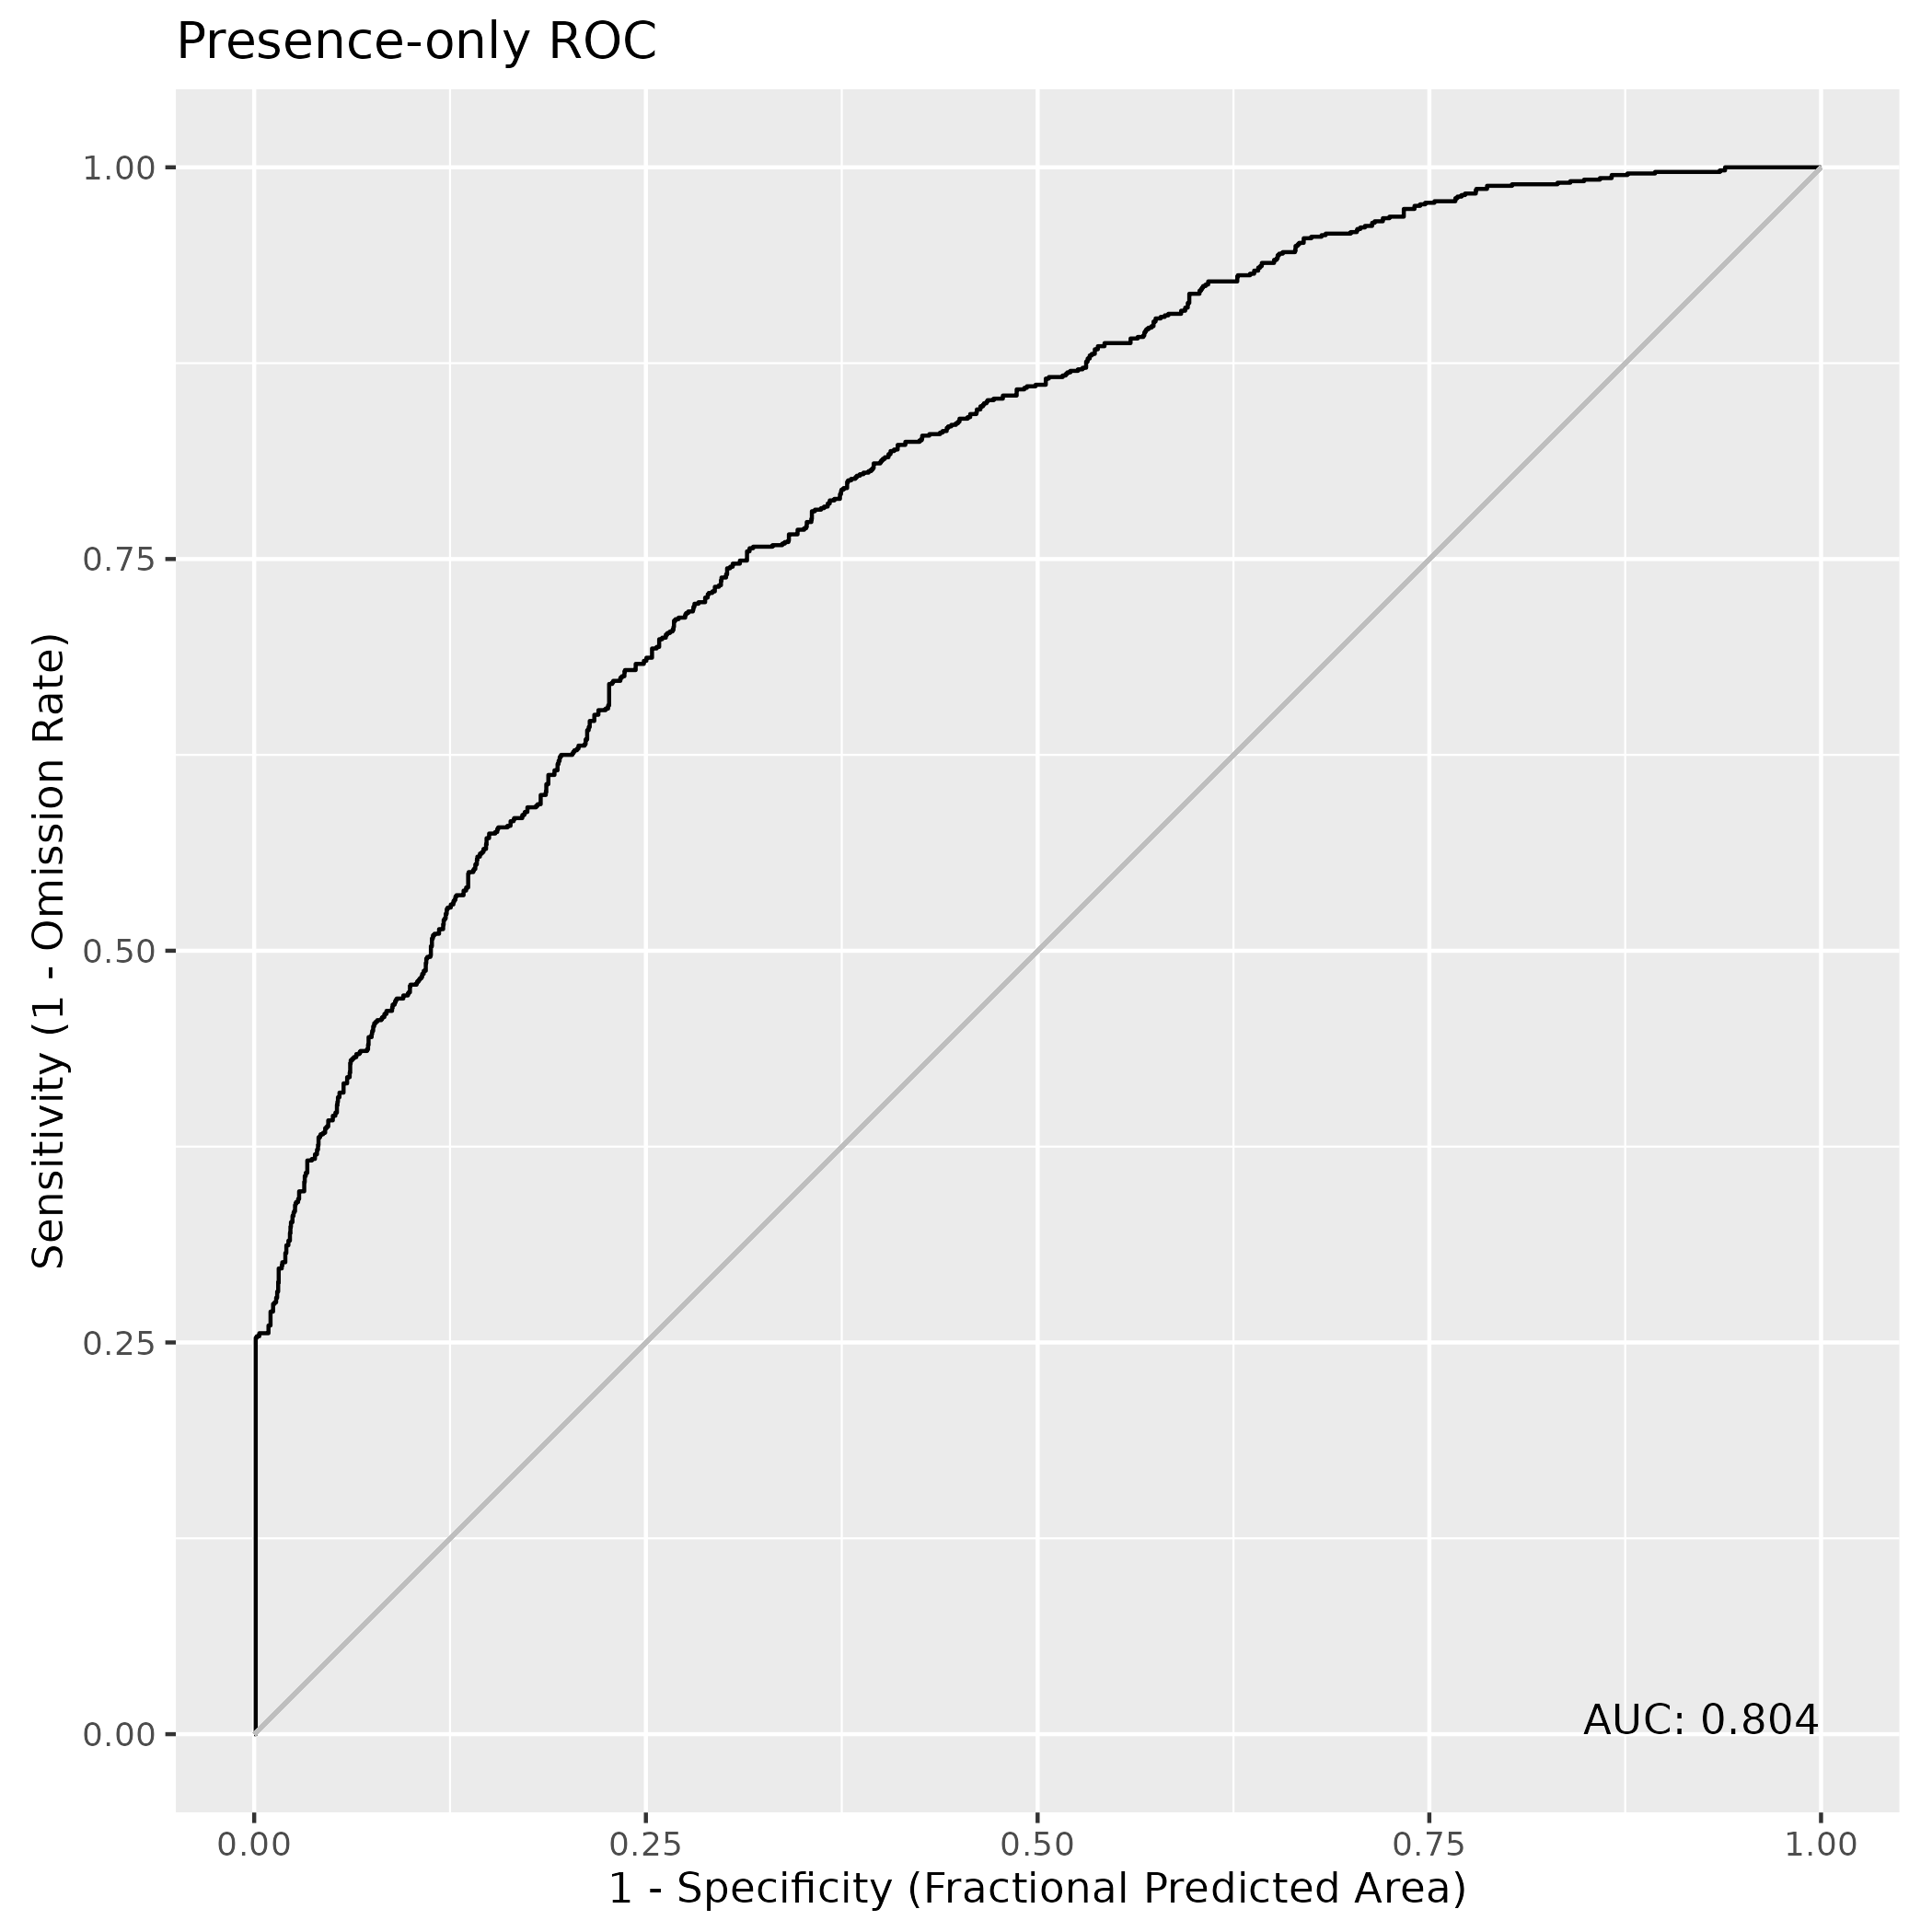 Presence-only ROC
Sensitivity (1 - Omission Rate)
1.00
0.75
0.50
0.25
0.00
AUC: 0.804
0.00 0.25 0.50 0.75 1.00
1 - Specificity (Fractional Predicted Area)